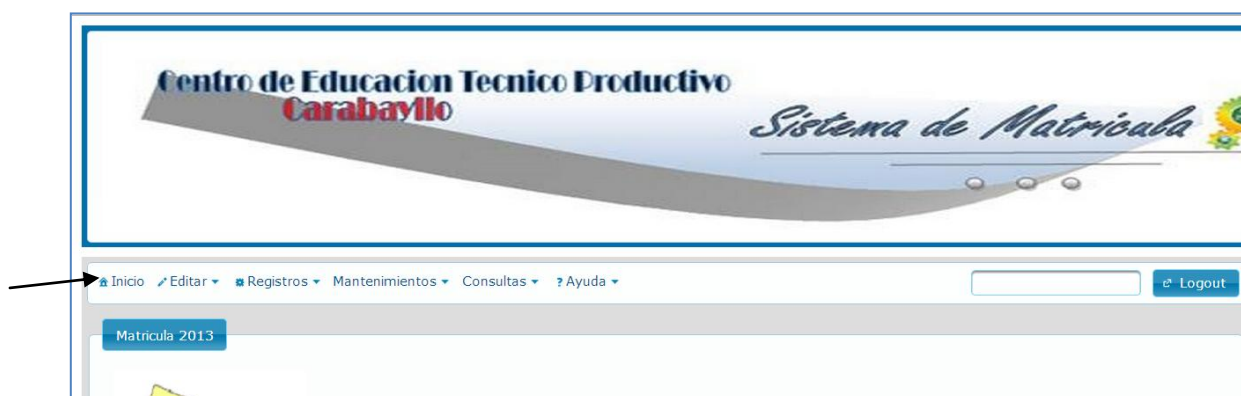 Centro de Educacion Tecnico Productivo
Carabayllo
Sistema de Matricula
Inicio Editar Registros Mantenimientos Consultas ? Ayuda Logout
Matricula 2013